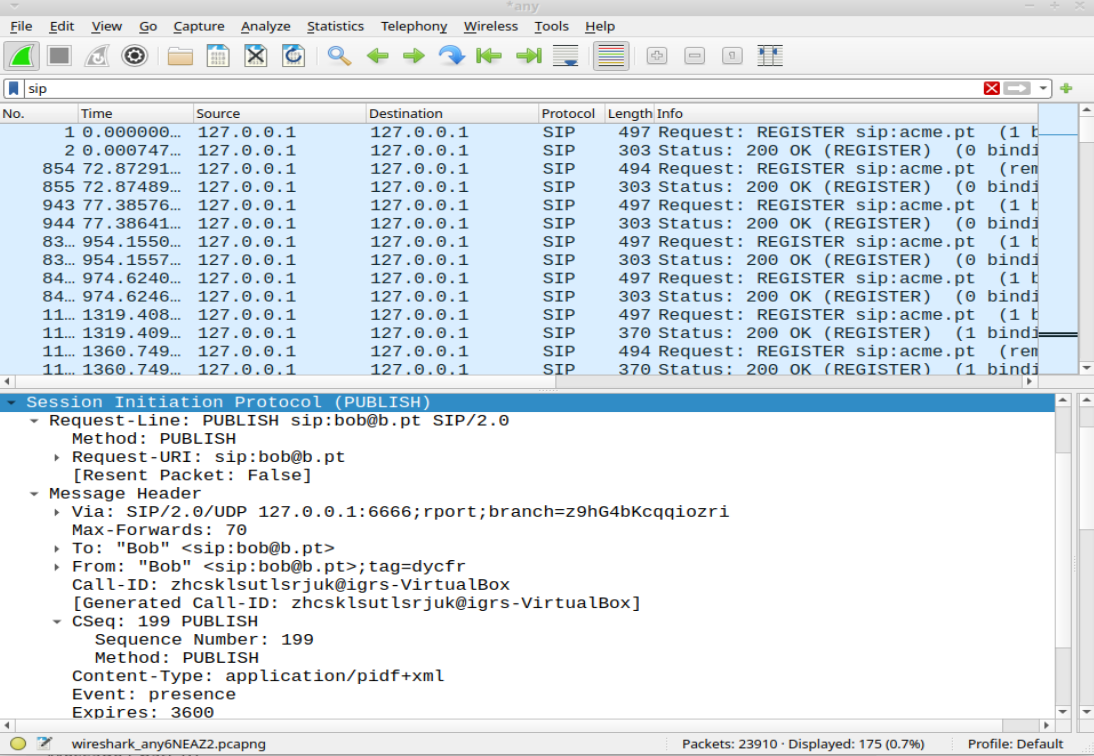 *any
File Edit View Go Capture Analyze Statistics Telephony Wireless Tools Help
sip
No. Time Source Destination Protocol Length Info
1 0.000000… 127.0.0.1 127.0.0.1 SIP 497 Request: REGISTER sip:acme.pt (1 b
2 0.000747… 127.0.0.1 127.0.0.1 SIP 303 Status: 200 OK (REGISTER) (0 bindi
854 72.87291… 127.0.0.1 127.0.0.1 SIP 494 Request: REGISTER sip:acme.pt (rem
855 72.87489… 127.0.0.1 127.0.0.1 SIP 303 Status: 200 OK (REGISTER) (0 bindi
943 77.38576… 127.0.0.1 127.0.0.1 SIP 497 Request: REGISTER sip:acme.pt (1 b
944 77.38641… 127.0.0.1 127.0.0.1 SIP 303 Status: 200 OK (REGISTER) (0 bindi
83… 954.1550… 127.0.0.1 127.0.0.1 SIP 497 Request: REGISTER sip:acme.pt (1 b
83… 954.1557… 127.0.0.1 127.0.0.1 SIP 303 Status: 200 OK (REGISTER) (0 bindi
84… 974.6240… 127.0.0.1 127.0.0.1 SIP 497 Request: REGISTER sip:acme.pt (1 b
84… 974.6246… 127.0.0.1 127.0.0.1 SIP 303 Status: 200 OK (REGISTER) (0 bindi
11… 1319.408… 127.0.0.1 127.0.0.1 SIP 497 Request: REGISTER sip:acme.pt (1 b
11… 1319.409… 127.0.0.1 127.0.0.1 SIP 370 Status: 200 OK (REGISTER) (1 bindi
11… 1360.749… 127.0.0.1 127.0.0.1 SIP 494 Request: REGISTER sip:acme.pt (rem
11… 1360.749… 127.0.0.1 127.0.0.1 SIP 370 Status: 200 OK (REGISTER) (1 bindi
Session Initiation Protocol (PUBLISH)
Request-Line: PUBLISH sip:bob@b.pt SIP/2.0
Method: PUBLISH
Request-URI: sip:bob@b.pt
[Resent Packet: False]
Message Header
Via: SIP/2.0/UDP 127.0.0.1:6666;rport;branch=z9hG4bKcqqiozri
Max-Forwards: 70
To: "Bob" <sip:bob@b.pt>
From: "Bob" <sip:bob@b.pt>;tag=dycfr
Call-ID: zhcsklsutlsrjuk@igrs-VirtualBox
[Generated Call-ID: zhcsklsutlsrjuk@igrs-VirtualBox]
CSeq: 199 PUBLISH
Sequence Number: 199
Method: PUBLISH
Content-Type: application/pidf+xml
Event: presence
Expires: 3600
wireshark_any6NEAZ2.pcapng Packets: 23910 · Displayed: 175 (0.7%) Profile: Default